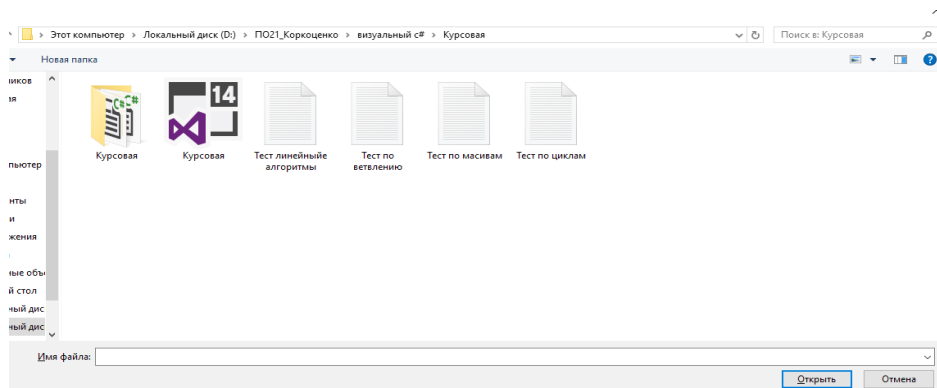 Этот компьютер > Локальный диск (D:) > ПО21_Коркоценко > визуальный c# > Курсовая
Поиск в: Курсовая
Новая папка
C# C#
14
Курсовая
Курсовая
Тест линейныйе
алгоритмы
Тест по
ветвлению
Тест по масивам
Тест по циклам
ников
ая
пьютер
нты
и
жения
ные объ
й стол
ный дис
ный дис
Имя файла:
Открыть
Отмена